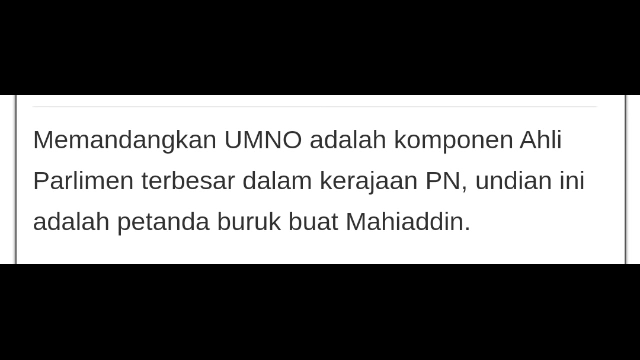 Memandangkan UMNO adalah komponen Ahli
Parlimen terbesar dalam kerajaan PN, undian ini
adalah petanda buruk buat Mahiaddin.